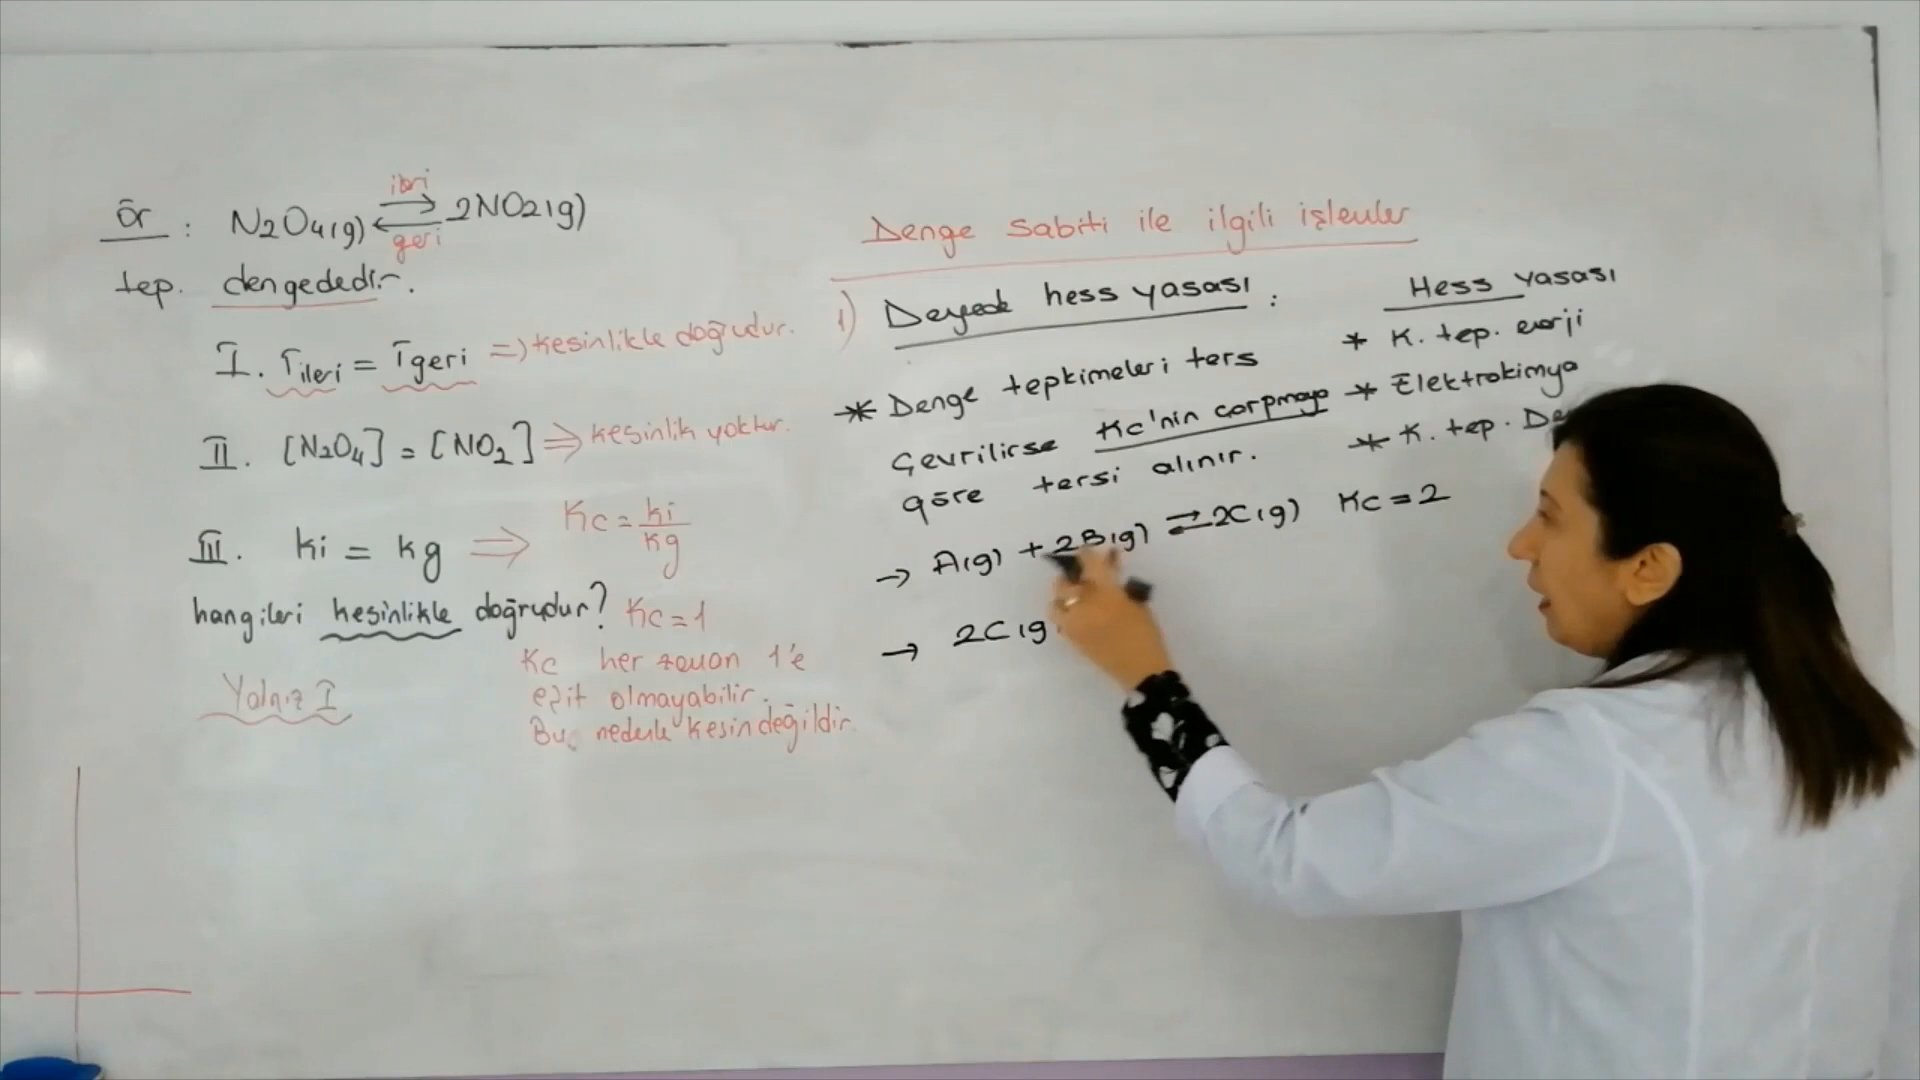 ör : N2O4(g) ⇄ 2NO2(g)
ileri
geri
tep. dengededir.
I. rileri = rgeri => kesinlikle doğrudur.
II. [N2O4] = [NO2] => kesinlik yoktur.
III. ki = kg => Kc = ki/kg
hangileri kesinlikle doğrudur? Kc = 1
Yalnız I
Kc her zaman 1'e
eşit olmayabilir.
Bu nedenle kesin değildir.
Denge sabiti ile ilgili işlemler
1) hess yasası :
* Denge tepkimeleri ters
Çevrilirse Kc'nin çarpmaya
göre tersi alınır.
→ A(g) + 2B(g) ⇄ 2C(g) Kc = 2
→ 2C(g
Hess yasası
* K. tep. enerji
* Elektrokimya
* K. tep. De